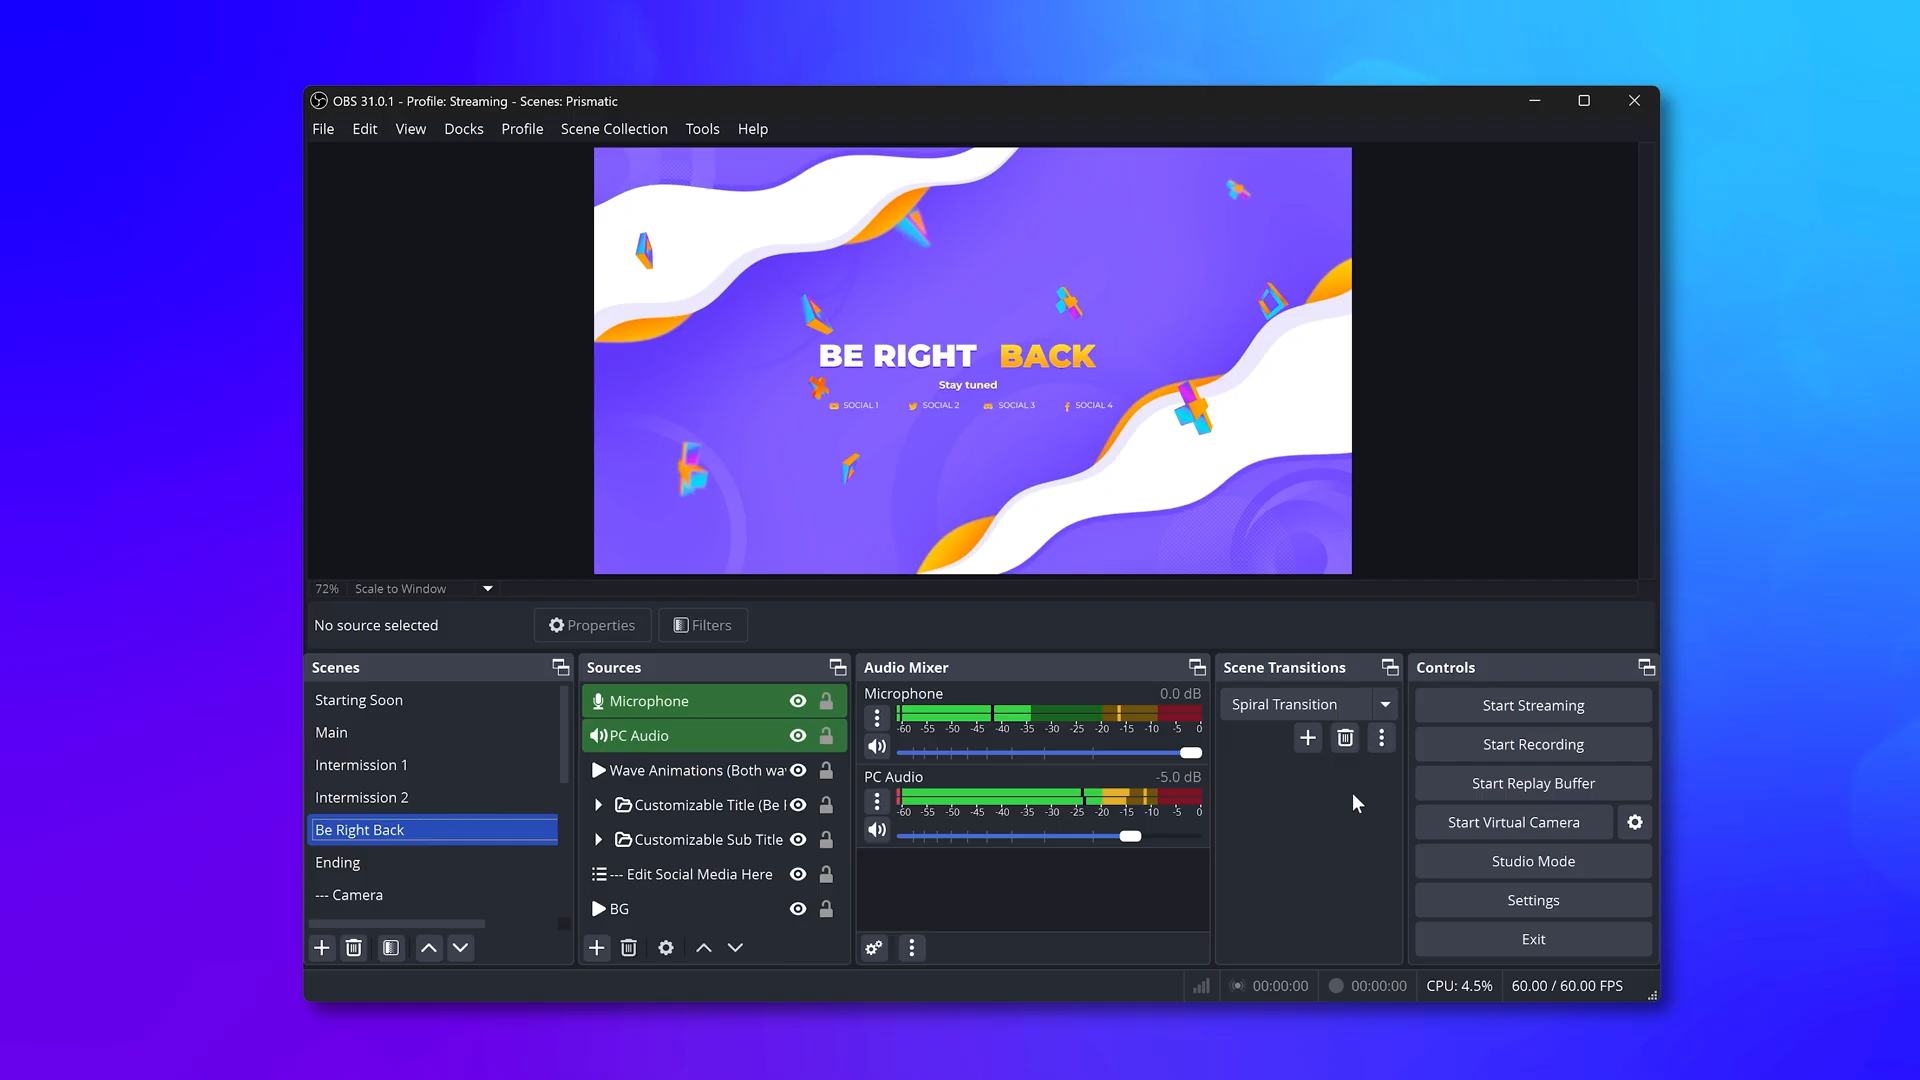 OBS 31.0.1 - Profile: Streaming - Scenes: Prismatic
File Edit View Docks Profile Scene Collection Tools Help
BE RIGHT BACK
Stay tuned
SOCIAL 1 SOCIAL 2 SOCIAL 3 SOCIAL 4
72% Scale to Window
No source selected Properties Filters
Scenes
Starting Soon
Main
Intermission 1
Intermission 2
Be Right Back
Ending
--- Camera
Sources
Microphone
PC Audio
Wave Animations (Both wa
Customizable Title (Be
Customizable Sub Title
--- Edit Social Media Here
BG
Audio Mixer
Microphone 0.0 dB
-60 -55 -50 -45 -40 -35 -30 -25 -20 -15 -10 -5 0
PC Audio -5.0 dB
-60 -55 -50 -45 -40 -35 -30 -25 -20 -15 -10 -5 0
Scene Transitions
Spiral Transition
Controls
Start Streaming
Start Recording
Start Replay Buffer
Start Virtual Camera
Studio Mode
Settings
Exit
00:00:00 00:00:00 CPU: 4.5% 60.00 / 60.00 FPS